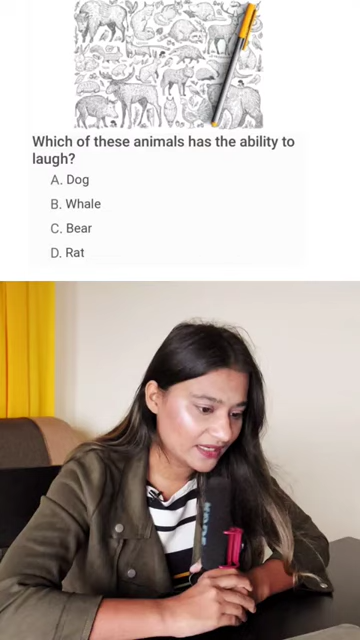 Which of these animals has the ability to
laugh?
A. Dog
B. Whale
C. Bear
D. Rat